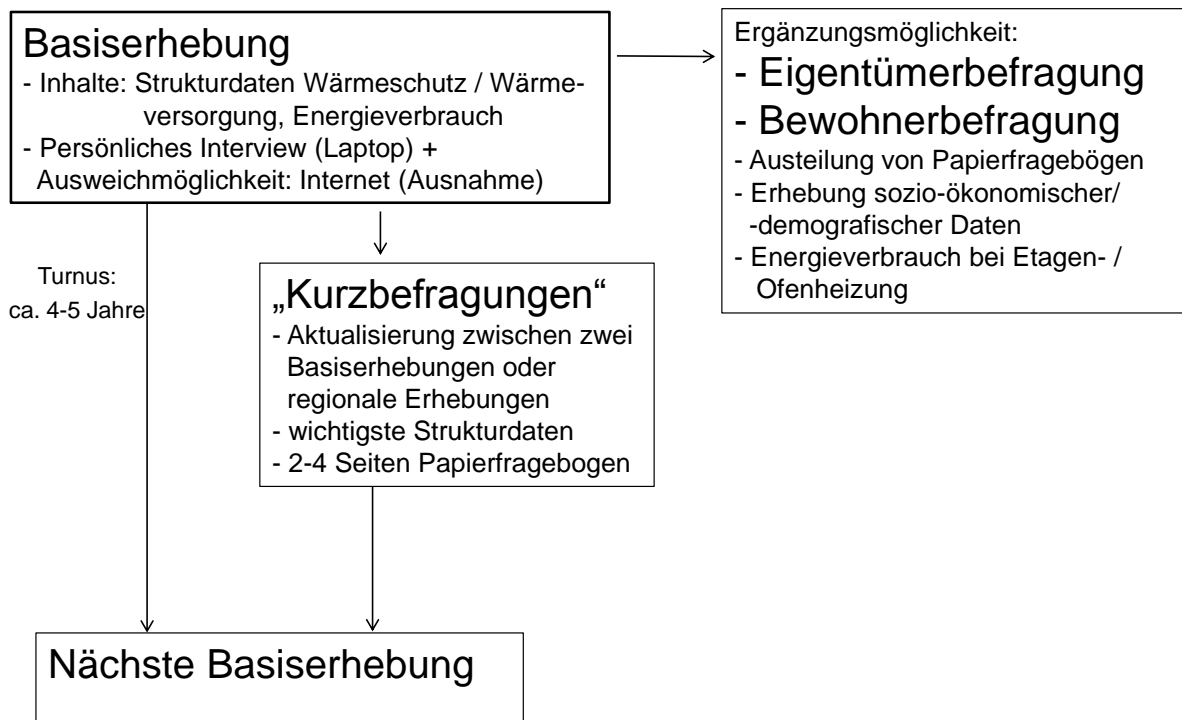 Basiserhebung
- Inhalte: Strukturdaten Wärmeschutz / Wärme-
versorgung, Energieverbrauch
- Persönliches Interview (Laptop) +
Ausweichmöglichkeit: Internet (Ausnahme)
Ergänzungsmöglichkeit:
- Eigentümerbefragung
- Bewohnerbefragung
- Austeilung von Papierfragebögen
- Erhebung sozio-ökonomischer/
-demografischer Daten
- Energieverbrauch bei Etagen- /
Ofenheizung
Turnus:
ca. 4-5 Jahre
„Kurzbefragungen“
- Aktualisierung zwischen zwei
Basiserhebungen oder
regionale Erhebungen
- wichtigste Strukturdaten
- 2-4 Seiten Papierfragebogen
Nächste Basiserhebung